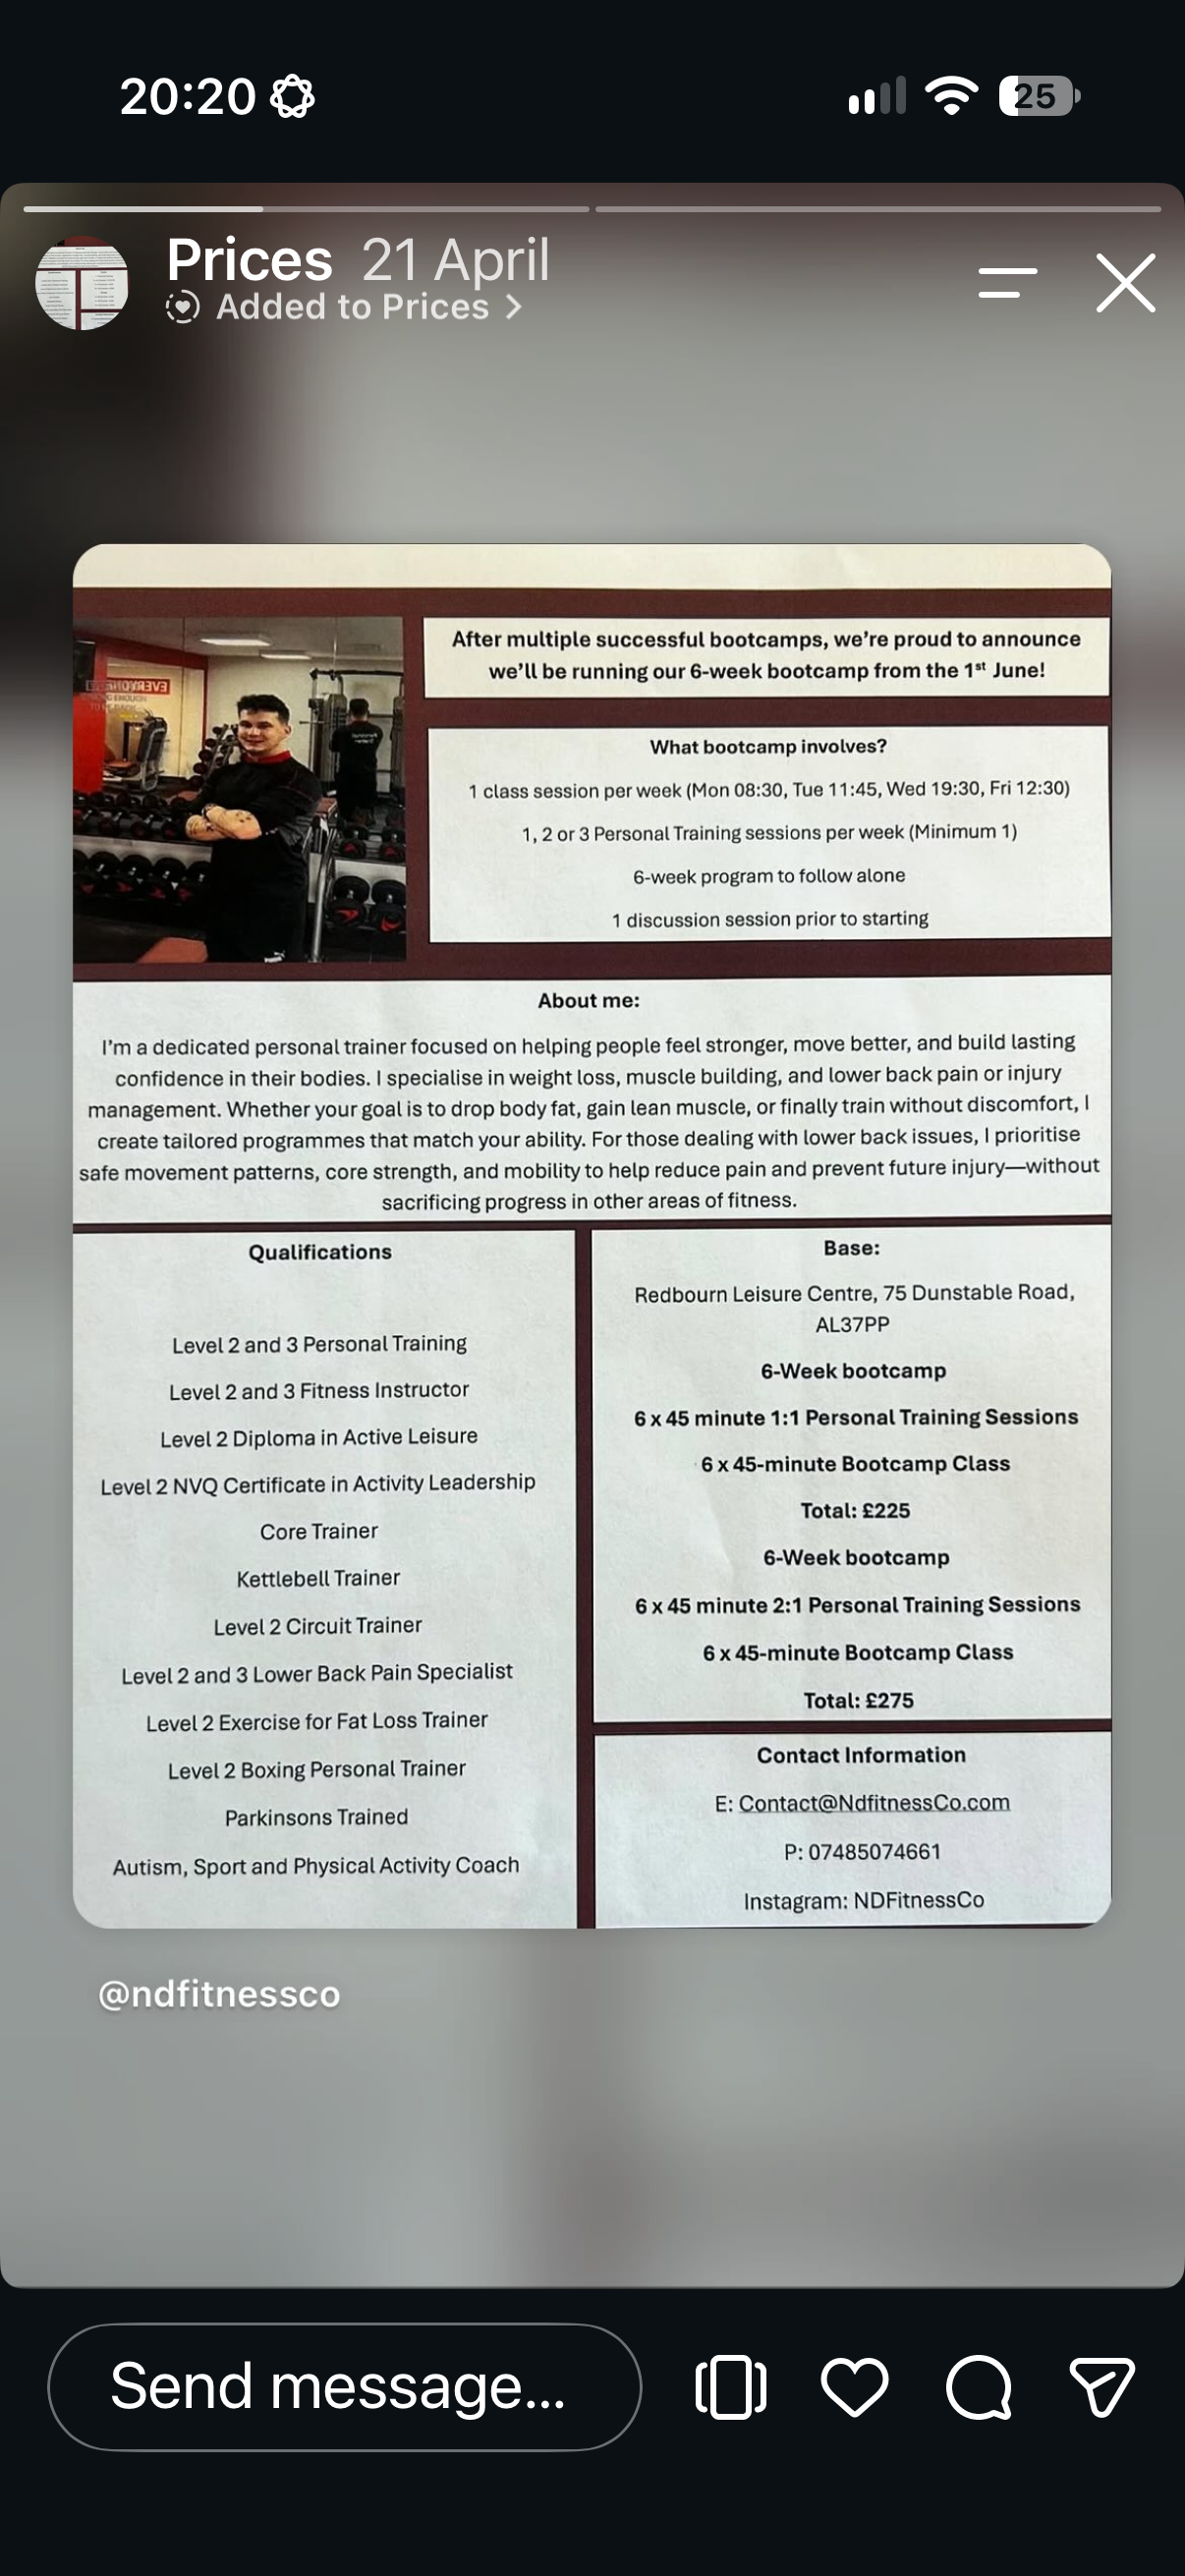 20:20
25
Prices 21 April
Added to Prices >
After multiple successful bootcamps, we’re proud to announce
we’ll be running our 6-week bootcamp from the 1st June!
What bootcamp involves?
1 class session per week (Mon 08:30, Tue 11:45, Wed 19:30, Fri 12:30)
1, 2 or 3 Personal Training sessions per week (Minimum 1)
6-week program to follow alone
1 discussion session prior to starting
About me:
I’m a dedicated personal trainer focused on helping people feel stronger, move better, and build lasting
confidence in their bodies. I specialise in weight loss, muscle building, and lower back pain or injury
management. Whether your goal is to drop body fat, gain lean muscle, or finally train without discomfort, I
create tailored programmes that match your ability. For those dealing with lower back issues, I prioritise
safe movement patterns, core strength, and mobility to help reduce pain and prevent future injury—without
sacrificing progress in other areas of fitness.
Qualifications
Level 2 and 3 Personal Training
Level 2 and 3 Fitness Instructor
Level 2 Diploma in Active Leisure
Level 2 NVQ Certificate in Activity Leadership
Core Trainer
Kettlebell Trainer
Level 2 Circuit Trainer
Level 2 and 3 Lower Back Pain Specialist
Level 2 Exercise for Fat Loss Trainer
Level 2 Boxing Personal Trainer
Parkinsons Trained
Autism, Sport and Physical Activity Coach
Base:
Redbourn Leisure Centre, 75 Dunstable Road,
AL37PP
6-Week bootcamp
6 x 45 minute 1:1 Personal Training Sessions
6 x 45-minute Bootcamp Class
Total: £225
6-Week bootcamp
6 x 45 minute 2:1 Personal Training Sessions
6 x 45-minute Bootcamp Class
Total: £275
Contact Information
E: Contact@NdfitnessCo.com
P: 07485074661
Instagram: NDFitnessCo
@ndfitnessco
Send message...